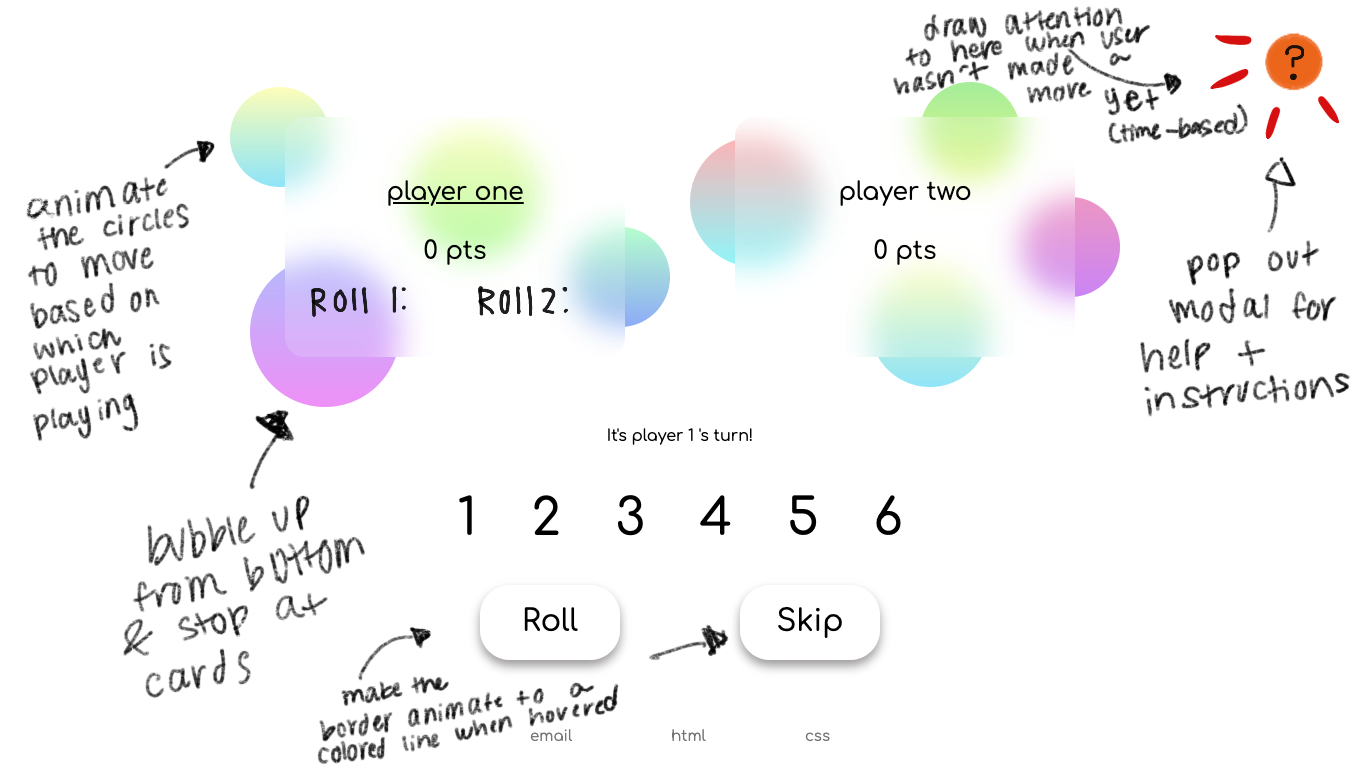 draw attention
to here when user
hasn't made a
move yet
(time-based)
?
animate
the circles
to move
based on
which
player is
playing
player one
0 pts
Roll 1: Roll 2:
player two
0 pts
pop out
modal for
help +
instructions
It's player 1 's turn!
1 2 3 4 5 6
bubble up
from bottom
& stop at
cards
Roll Skip
make the
border animate to a
colored line when hovered
email html css